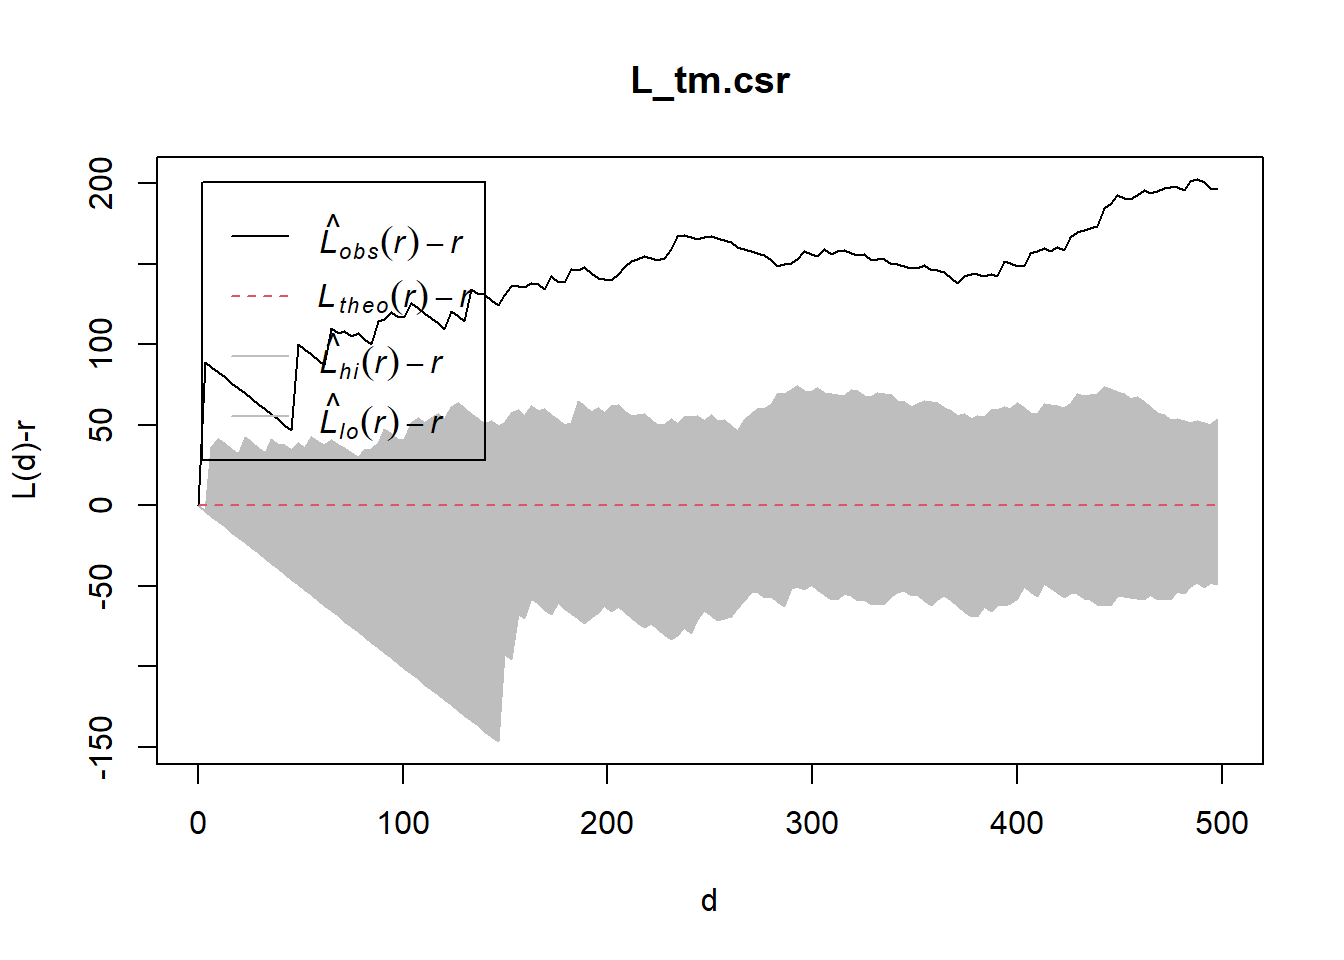 L_tm.csr
L(d)-r
200
100
50
0
-50
-150
L̂obs(r) − r
Ltheo(r) − r
L̂hi(r) − r
L̂lo(r) − r
0 100 200 300 400 500
d